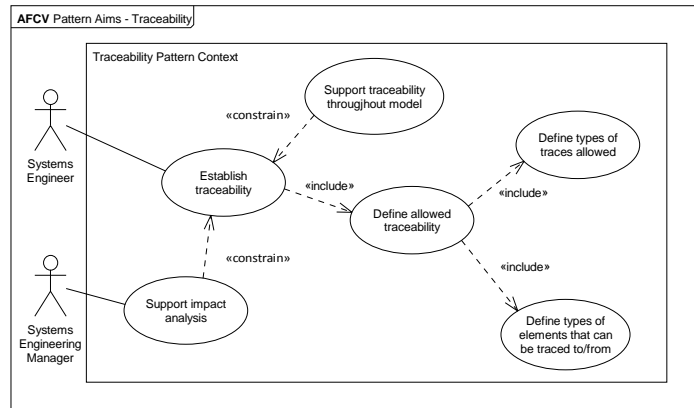 AFCV Pattern Aims - Traceability
Traceability Pattern Context
Support traceability
througjhout model
«constrain»
Define types of
traces allowed
Systems
Engineer
Establish
traceability
«include»
«include»
Define allowed
traceability
«constrain»
«include»
Support impact
analysis
Systems
Engineering
Manager
Define types of
elements that can
be traced to/from